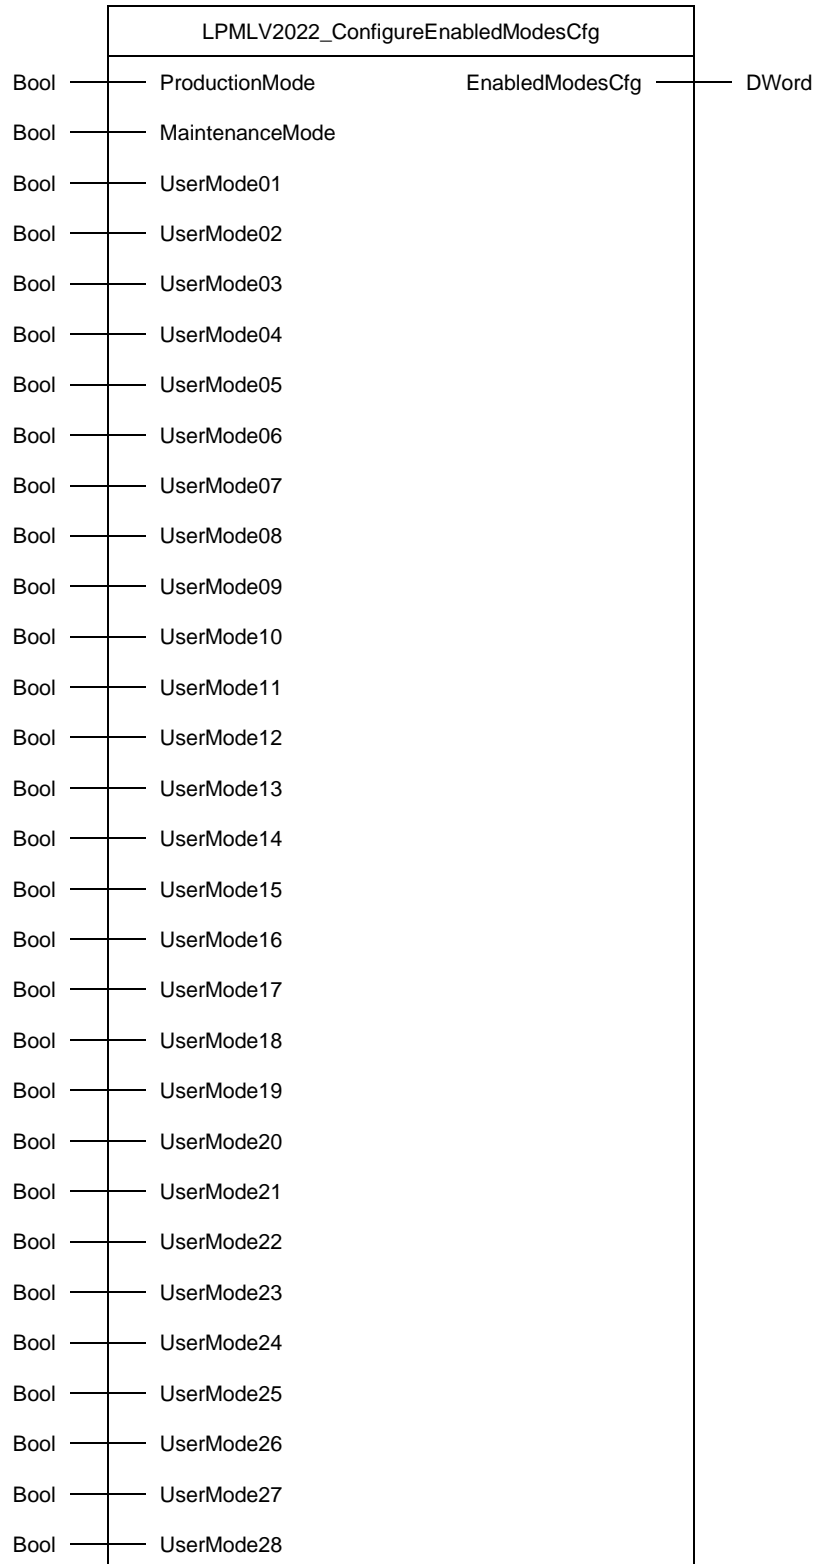 LPMLV2022_ConfigureEnabledModesCfg
Bool ProductionMode EnabledModesCfg DWord
Bool MaintenanceMode
Bool UserMode01
Bool UserMode02
Bool UserMode03
Bool UserMode04
Bool UserMode05
Bool UserMode06
Bool UserMode07
Bool UserMode08
Bool UserMode09
Bool UserMode10
Bool UserMode11
Bool UserMode12
Bool UserMode13
Bool UserMode14
Bool UserMode15
Bool UserMode16
Bool UserMode17
Bool UserMode18
Bool UserMode19
Bool UserMode20
Bool UserMode21
Bool UserMode22
Bool UserMode23
Bool UserMode24
Bool UserMode25
Bool UserMode26
Bool UserMode27
Bool UserMode28